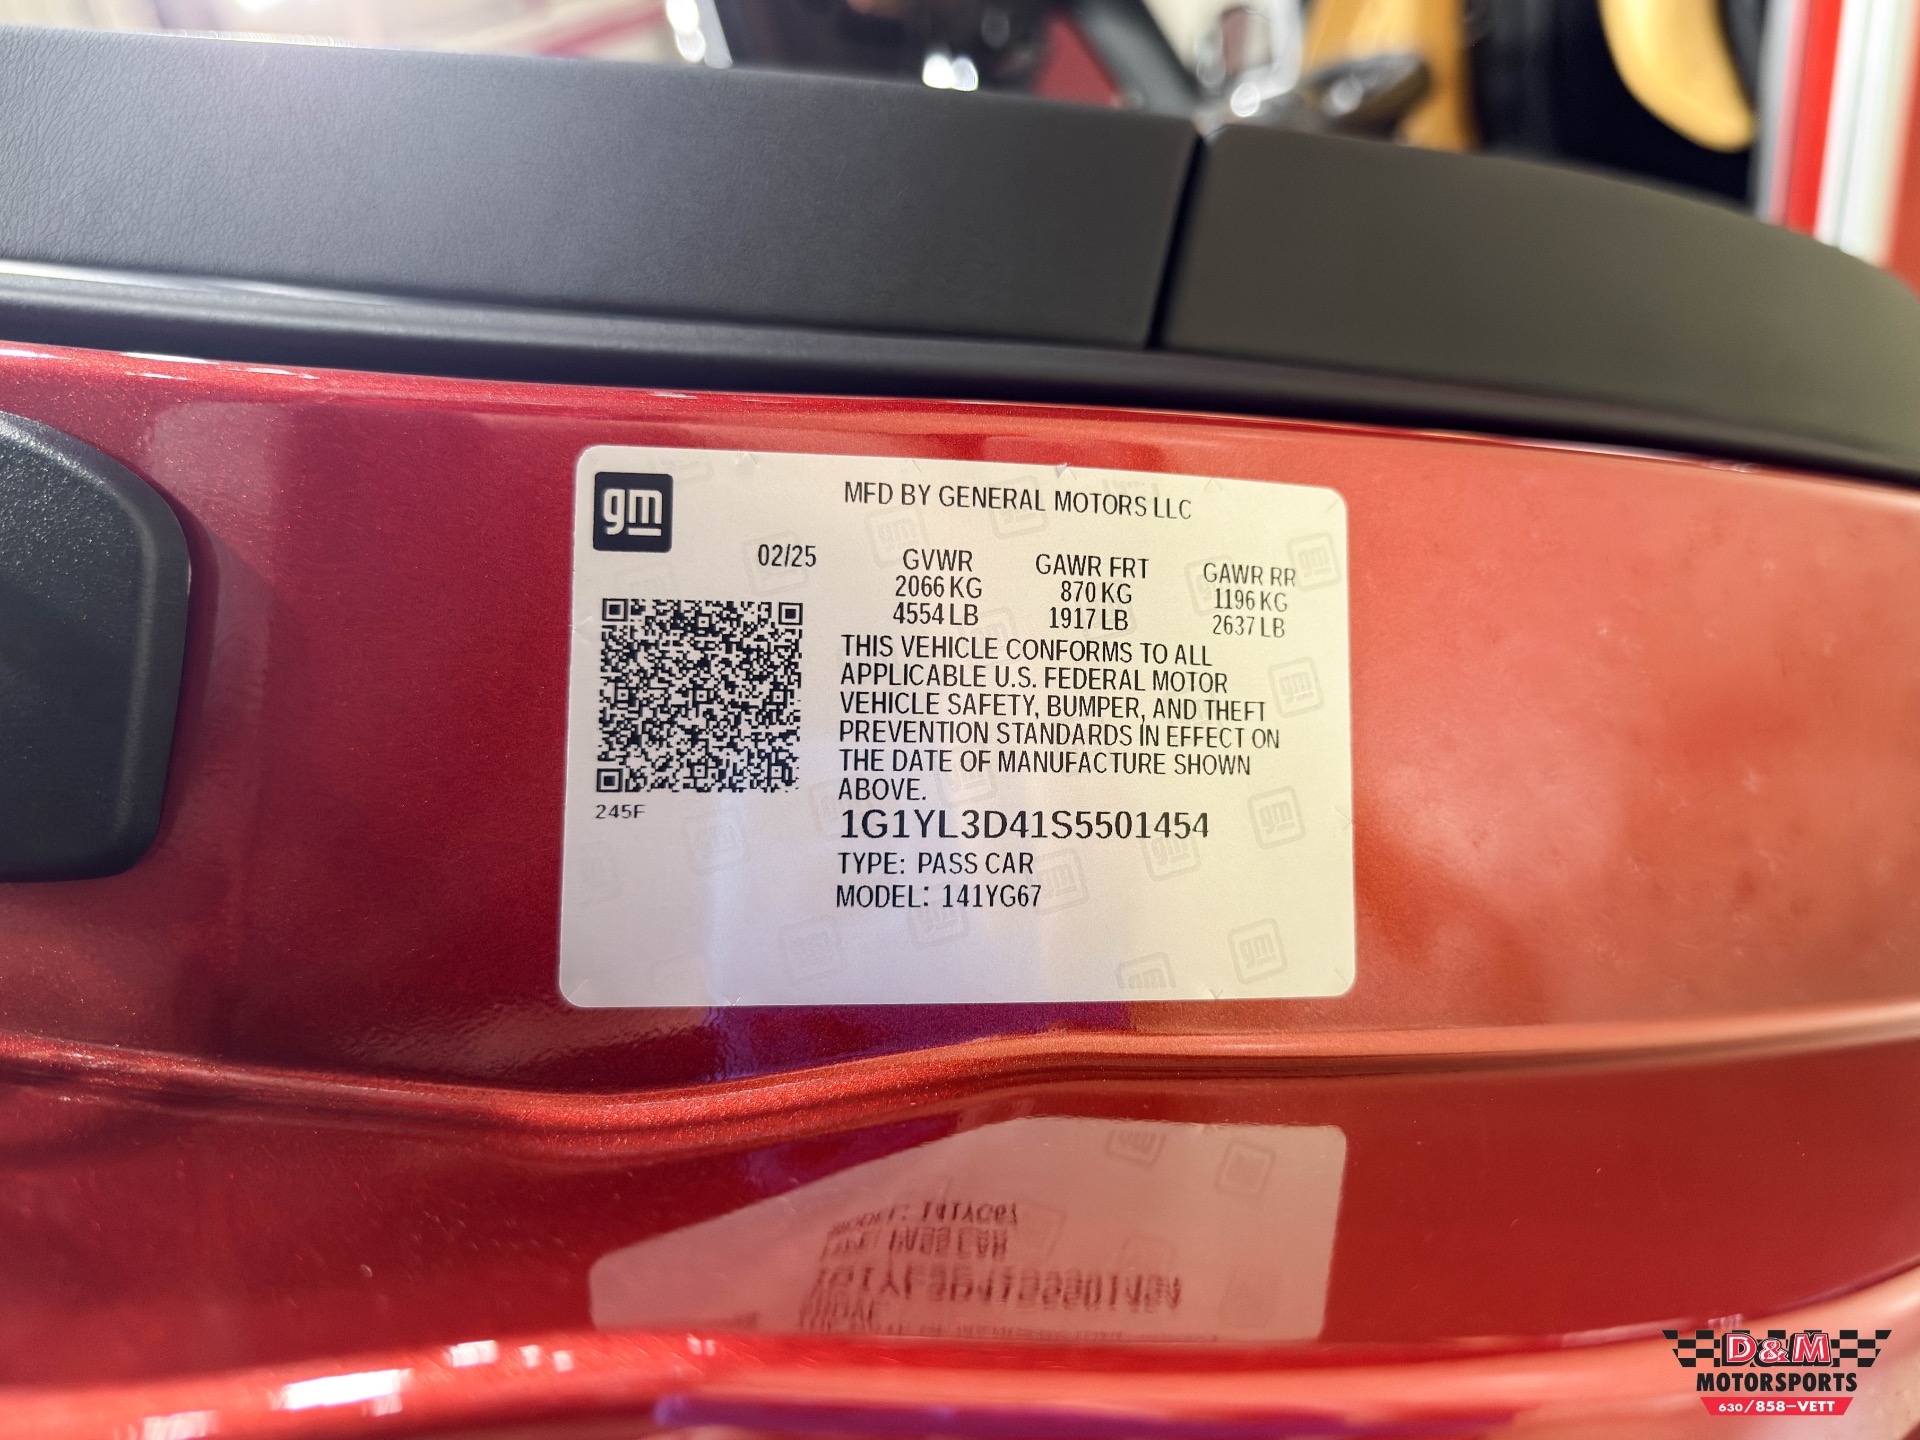 gm
MFD BY GENERAL MOTORS LLC
02/25 GVWR GAWR FRT GAWR RR
2066 KG 870 KG 1196 KG
4554 LB 1917 LB 2637 LB
THIS VEHICLE CONFORMS TO ALL
APPLICABLE U.S. FEDERAL MOTOR
VEHICLE SAFETY, BUMPER, AND THEFT
PREVENTION STANDARDS IN EFFECT ON
THE DATE OF MANUFACTURE SHOWN
ABOVE.
245F
1G1YL3D41S5501454
TYPE: PASS CAR
MODEL: 141YG67
D&M
MOTORSPORTS
630/858-VETT